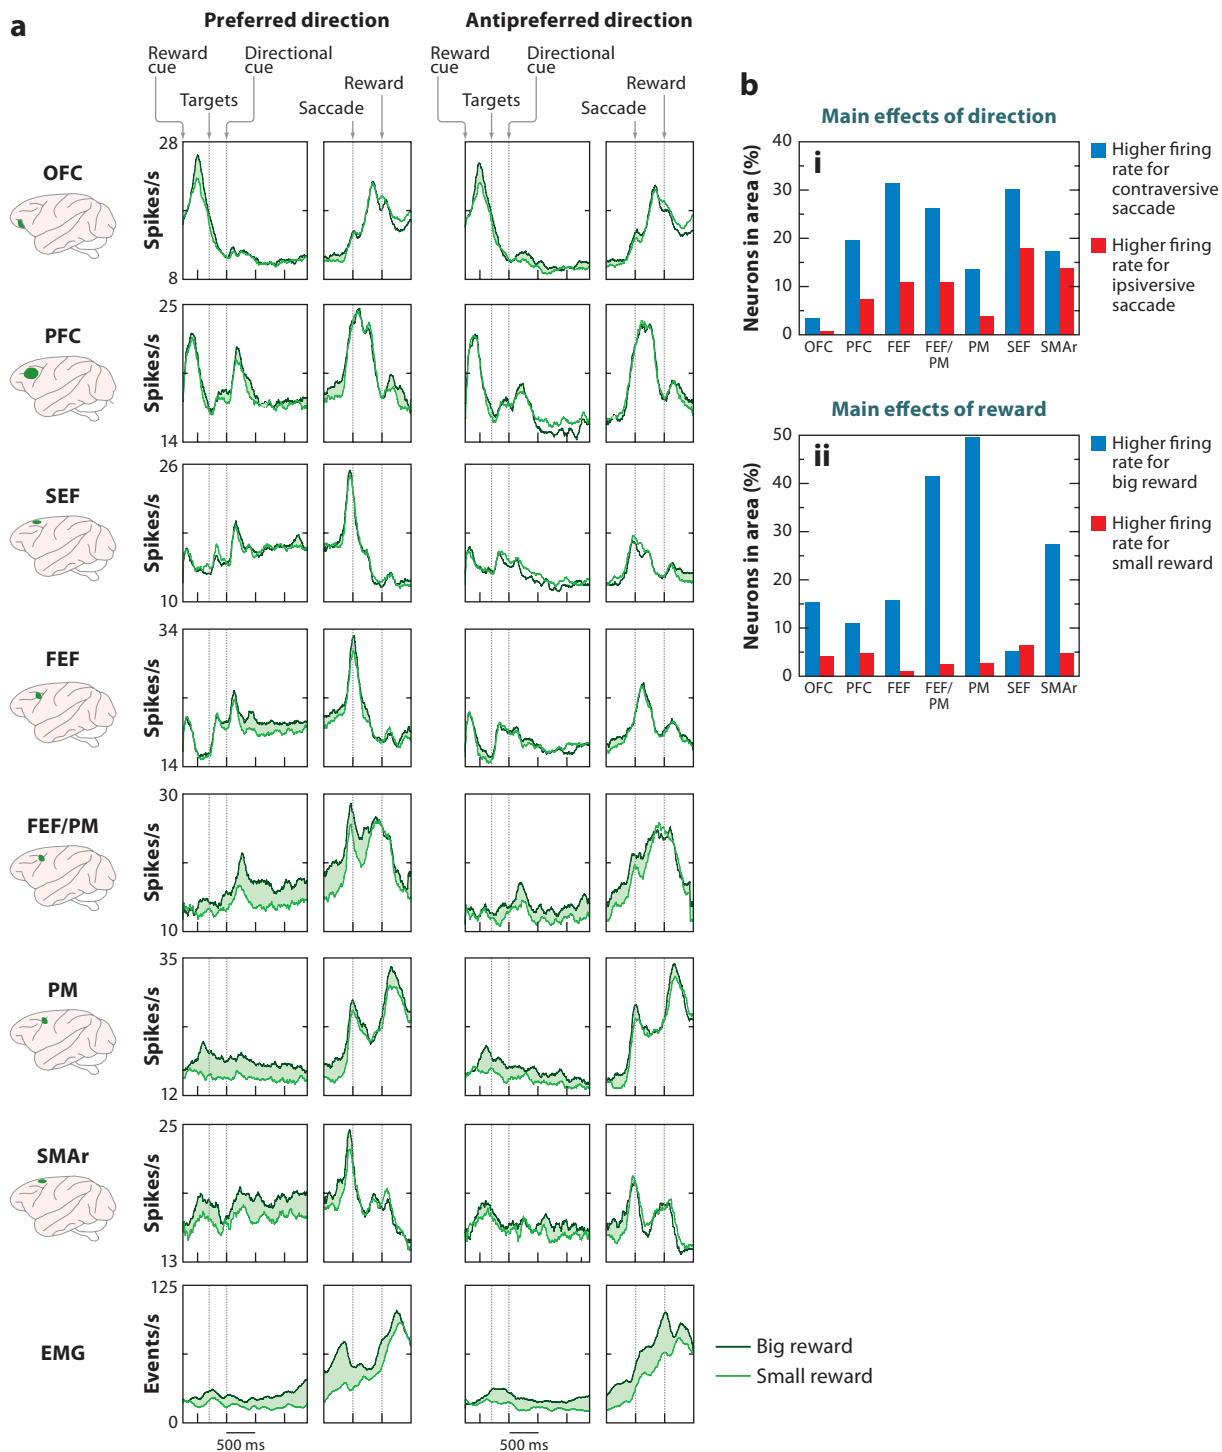 a
Preferred direction
Antipreferred direction
Reward
cue
Directional
cue
Targets
Saccade
Reward
Reward
cue
Directional
cue
Targets
Saccade
Reward
OFC
Spikes/s
28
8
PFC
Spikes/s
25
14
SEF
Spikes/s
26
10
FEF
Spikes/s
34
14
FEF/PM
Spikes/s
30
10
PM
Spikes/s
35
12
SMAr
Spikes/s
25
13
EMG
Events/s
125
0
500 ms
500 ms
Big reward
Small reward
b
Main effects of direction
i
Neurons in area (%)
40
30
20
10
0
OFC
PFC
FEF
FEF/
PM
PM
SEF
SMAr
Higher firing
rate for
contraversive
saccade
Higher firing
rate for
ipsiversive
saccade
Main effects of reward
ii
Neurons in area (%)
50
40
30
20
10
0
OFC
PFC
FEF
FEF/
PM
PM
SEF
SMAr
Higher firing
rate for
big reward
Higher firing
rate for
small reward